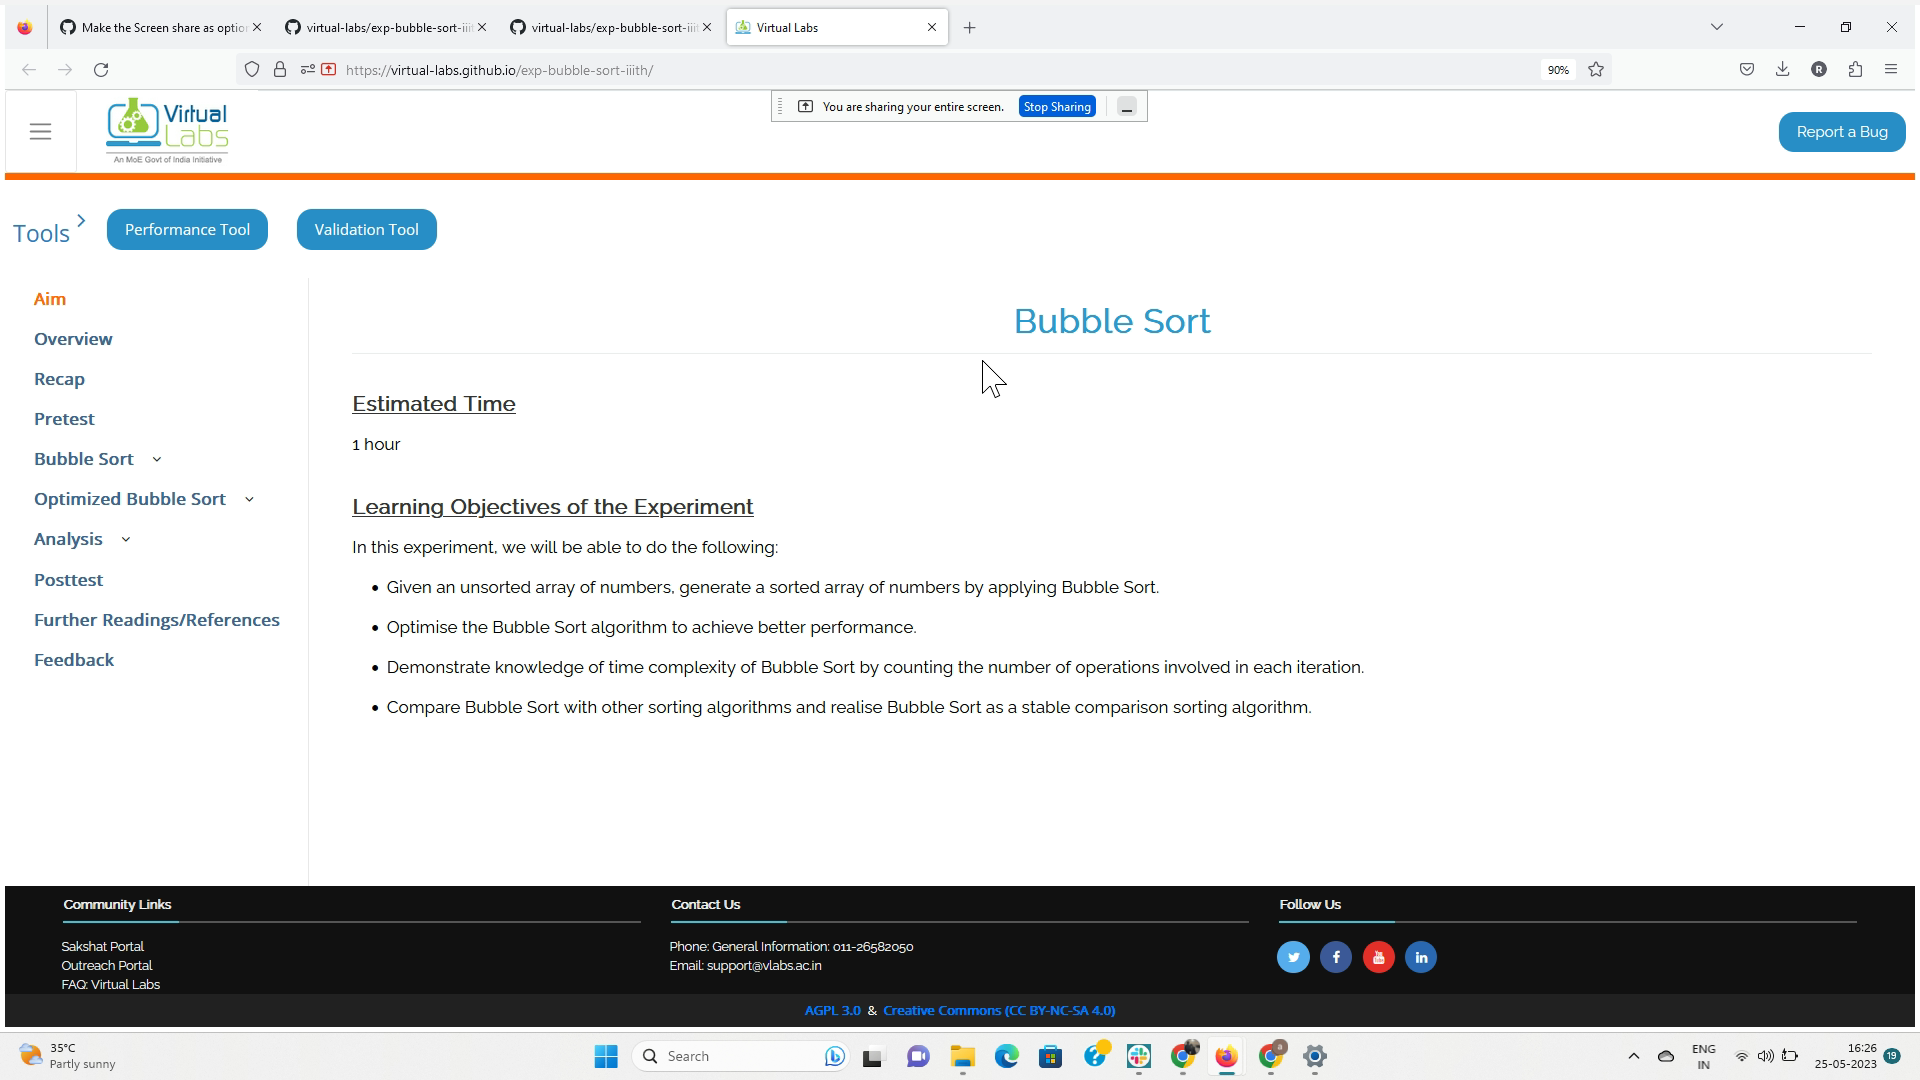 Make the Screen share as optio
virtual-labs/exp-bubble-sort-iiit
virtual-labs/exp-bubble-sort-iiit
Virtual Labs
https://virtual-labs.github.io/exp-bubble-sort-iiith/
90%
R
You are sharing your entire screen.
Stop Sharing
Virtual
Labs
An MoE Govt of India Initiative
Report a Bug
Tools
Performance Tool
Validation Tool
Aim
Overview
Recap
Pretest
Bubble Sort
Optimized Bubble Sort
Analysis
Posttest
Further Readings/References
Feedback
Bubble Sort
Estimated Time
1 hour
Learning Objectives of the Experiment
In this experiment, we will be able to do the following:
• Given an unsorted array of numbers, generate a sorted array of numbers by applying Bubble Sort.
• Optimise the Bubble Sort algorithm to achieve better performance.
• Demonstrate knowledge of time complexity of Bubble Sort by counting the number of operations involved in each iteration.
• Compare Bubble Sort with other sorting algorithms and realise Bubble Sort as a stable comparison sorting algorithm.
Community Links
Sakshat Portal
Outreach Portal
FAQ: Virtual Labs
Contact Us
Phone: General Information: 011-26582050
Email: support@vlabs.ac.in
Follow Us
AGPL 3.0 & Creative Commons (CC BY-NC-SA 4.0)
35°C
Partly sunny
Search
ENG
IN
16:26
25-05-2023
19